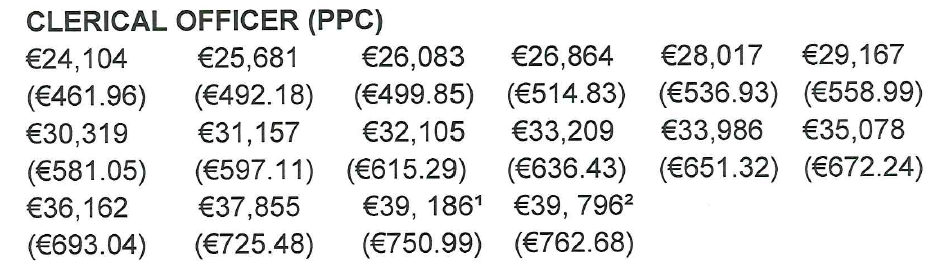 CLERICAL OFFICER (PPC)
€24,104 €25,681 €26,083 €26,864 €28,017 €29,167
(€461.96) (€492.18) (€499.85) (€514.83) (€536.93) (€558.99)
€30,319 €31,157 €32,105 €33,209 €33,986 €35,078
(€581.05) (€597.11) (€615.29) (€636.43) (€651.32) (€672.24)
€36,162 €37,855 €39, 186¹ €39, 796²
(€693.04) (€725.48) (€750.99) (€762.68)